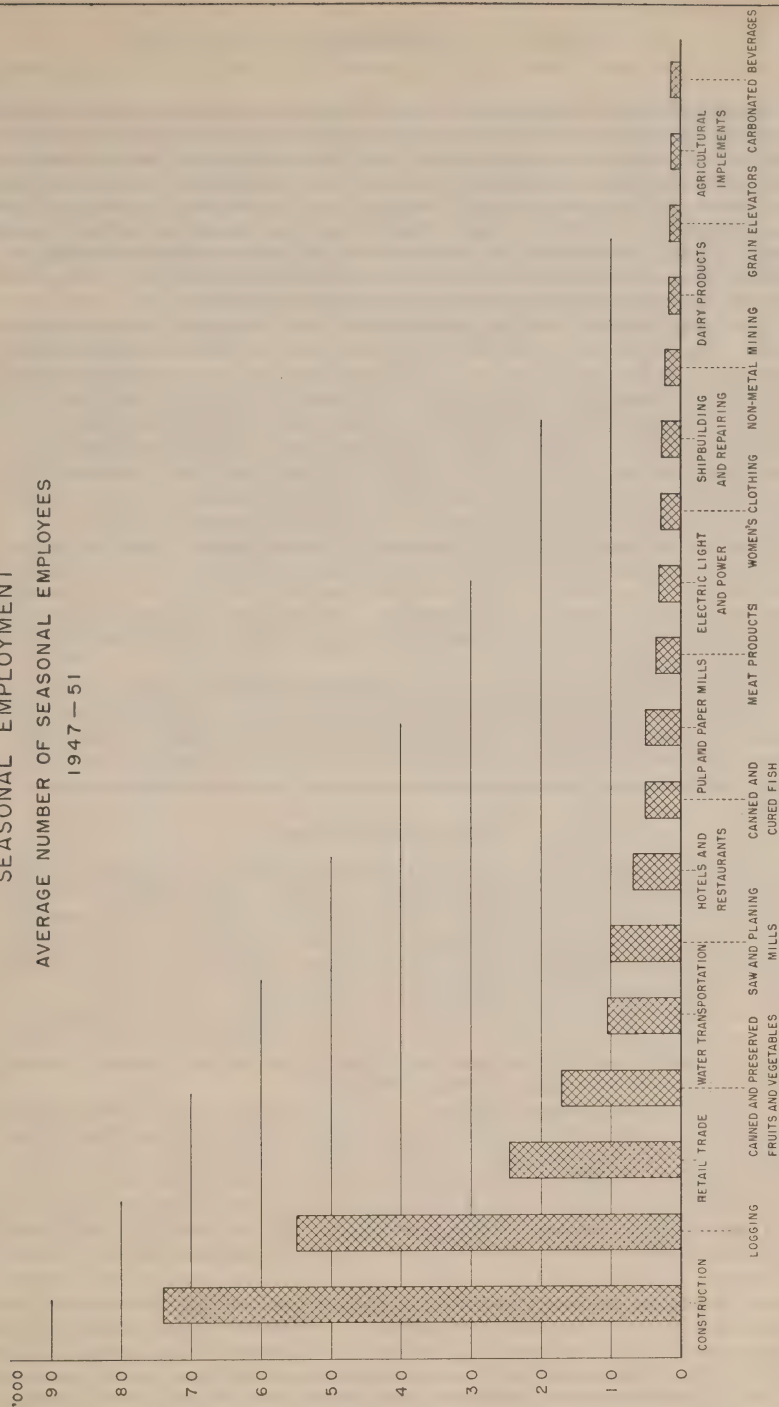 SEASONAL EMPLOYMENT
AVERAGE NUMBER OF SEASONAL EMPLOYEES
1947-51
'000
90
80
70
60
50
40
30
20
10
0
CONSTRUCTION
LOGGING
RETAIL TRADE
CANNED AND PRESERVED
FRUITS AND VEGETABLES
WATER TRANSPORTATION
SAW AND PLANING
MILLS
HOTELS AND
RESTAURANTS
CANNED AND
CURED FISH
PULP AND PAPER MILLS
MEAT PRODUCTS
ELECTRIC LIGHT
AND POWER
WOMEN'S CLOTHING
SHIPBUILDING
AND REPAIRING
NON-METAL MINING
DAIRY PRODUCTS
GRAIN ELEVATORS
AGRICULTURAL
IMPLEMENTS
CARBONATED BEVERAGES